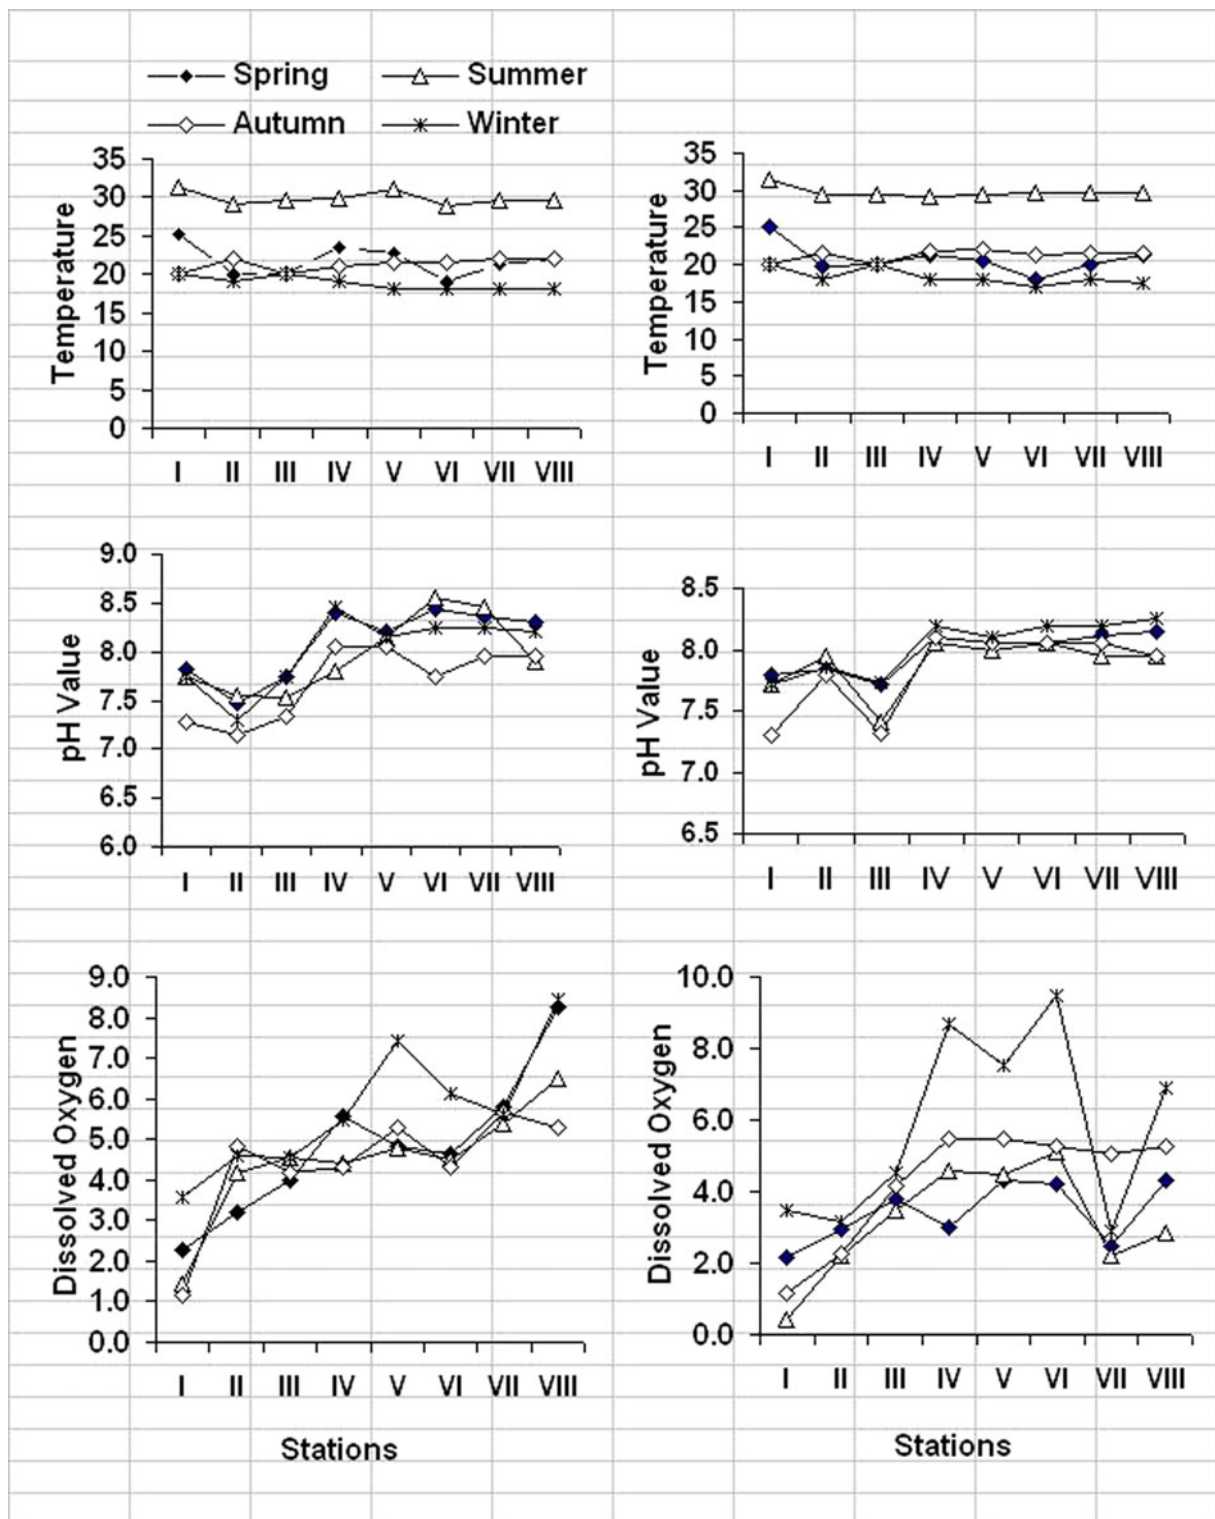 Spring Summer
Autumn Winter
35
30
25
20
15
10
5
0
Temperature
I II III IV V VI VII VIII
35
30
25
20
15
10
5
0
Temperature
I II III IV V VI VII VIII
9.0
8.5
8.0
7.5
7.0
6.5
6.0
pH Value
I II III IV V VI VII VIII
8.5
8.0
7.5
7.0
6.5
pH Value
I II III IV V VI VII VIII
9.0
8.0
7.0
6.0
5.0
4.0
3.0
2.0
1.0
0.0
Dissolved Oxygen
I II III IV V VI VII VIII
Stations
10.0
8.0
6.0
4.0
2.0
0.0
Dissolved Oxygen
I II III IV V VI VII VIII
Stations